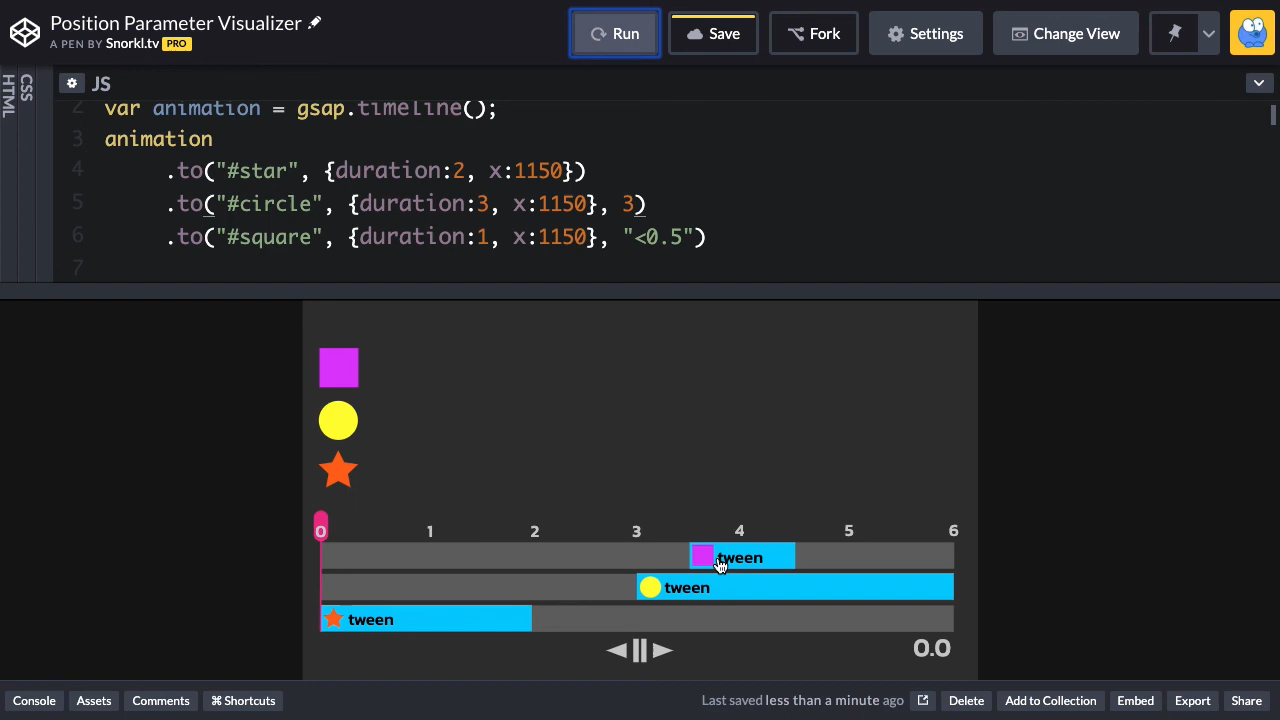 Position Parameter Visualizer
A PEN BY Snorkl.tv PRO
Run
Save
Fork
Settings
Change View
HTML
CSS
JS
2 var animation = gsap.timeline();
3 animation
4 .to("#star", {duration:2, x:1150})
5 .to("#circle", {duration:3, x:1150}, 3)
6 .to("#square", {duration:1, x:1150}, "<0.5")
7
0 1 2 3 4 5 6
tween
tween
tween
0.0
Console
Assets
Comments
⌘ Shortcuts
Last saved less than a minute ago
Delete
Add to Collection
Embed
Export
Share